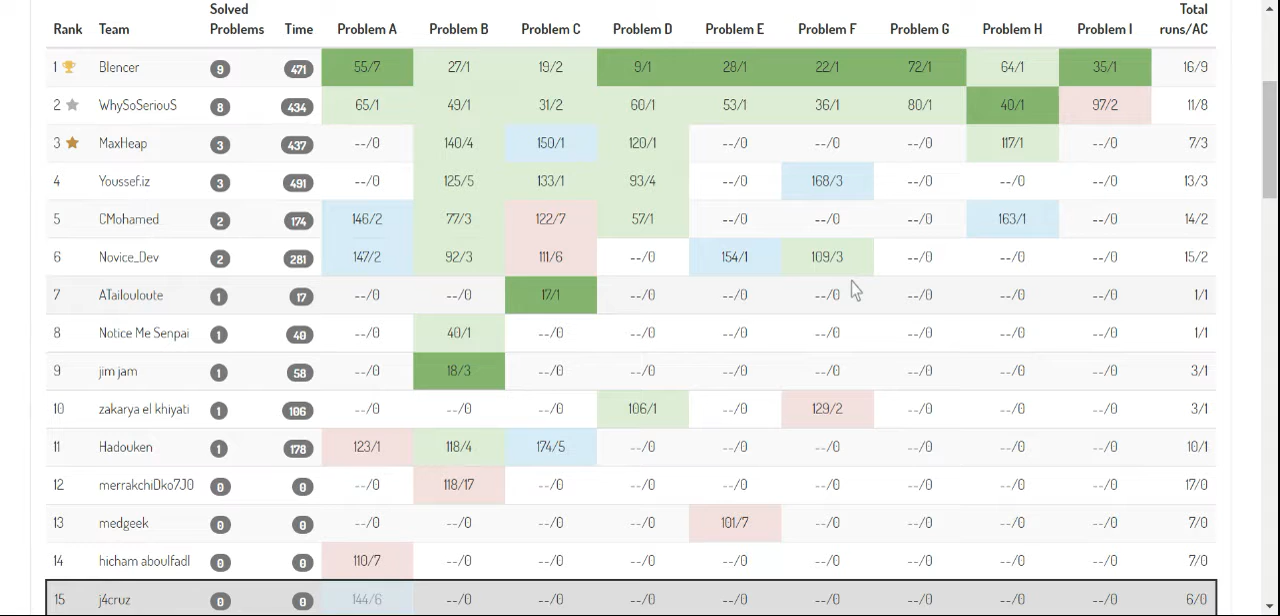 Rank Team Solved Problems Time Problem A Problem B Problem C Problem D Problem E Problem F Problem G Problem H Problem I Total runs/AC
1 Blencer 9 471 55/7 27/1 19/2 9/1 28/1 22/1 72/1 64/1 35/1 16/9
2 WhySoSeriouS 8 434 65/1 49/1 31/2 60/1 53/1 36/1 80/1 40/1 97/2 11/8
3 MaxHeap 3 437 --/0 140/4 150/1 120/1 --/0 --/0 --/0 117/1 --/0 7/3
4 Youssef.iz 3 491 --/0 125/5 133/1 93/4 --/0 168/3 --/0 --/0 --/0 13/3
5 CMohamed 2 174 146/2 77/3 122/7 57/1 --/0 --/0 --/0 163/1 --/0 14/2
6 Novice_Dev 2 281 147/2 92/3 111/6 --/0 154/1 109/3 --/0 --/0 --/0 15/2
7 ATailouloute 1 17 --/0 --/0 17/1 --/0 --/0 --/0 --/0 --/0 --/0 1/1
8 Notice Me Senpai 1 40 --/0 40/1 --/0 --/0 --/0 --/0 --/0 --/0 --/0 1/1
9 jim jam 1 58 --/0 18/3 --/0 --/0 --/0 --/0 --/0 --/0 --/0 3/1
10 zakarya el khiyati 1 106 --/0 --/0 --/0 106/1 --/0 129/2 --/0 --/0 --/0 3/1
11 Hadouken 1 178 123/1 118/4 174/5 --/0 --/0 --/0 --/0 --/0 --/0 10/1
12 merrakchiDko7J0 0 0 --/0 118/17 --/0 --/0 --/0 --/0 --/0 --/0 --/0 17/0
13 medgeek 0 0 --/0 --/0 --/0 --/0 101/7 --/0 --/0 --/0 --/0 7/0
14 hicham aboulfadl 0 0 110/7 --/0 --/0 --/0 --/0 --/0 --/0 --/0 --/0 7/0
15 j4cruz 0 0 144/6 --/0 --/0 --/0 --/0 --/0 --/0 --/0 --/0 6/0